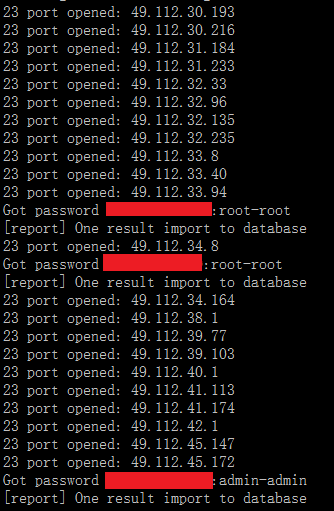 23 port opened: 49.112.30.193
23 port opened: 49.112.30.216
23 port opened: 49.112.31.184
23 port opened: 49.112.31.233
23 port opened: 49.112.32.33
23 port opened: 49.112.32.96
23 port opened: 49.112.32.135
23 port opened: 49.112.32.235
23 port opened: 49.112.33.8
23 port opened: 49.112.33.40
23 port opened: 49.112.33.94
Got password :root-root
[report] One result import to database
23 port opened: 49.112.34.8
Got password :root-root
[report] One result import to database
23 port opened: 49.112.34.164
23 port opened: 49.112.38.1
23 port opened: 49.112.39.77
23 port opened: 49.112.39.103
23 port opened: 49.112.40.1
23 port opened: 49.112.41.113
23 port opened: 49.112.41.174
23 port opened: 49.112.42.1
23 port opened: 49.112.45.147
23 port opened: 49.112.45.172
Got password :admin-admin
[report] One result import to database